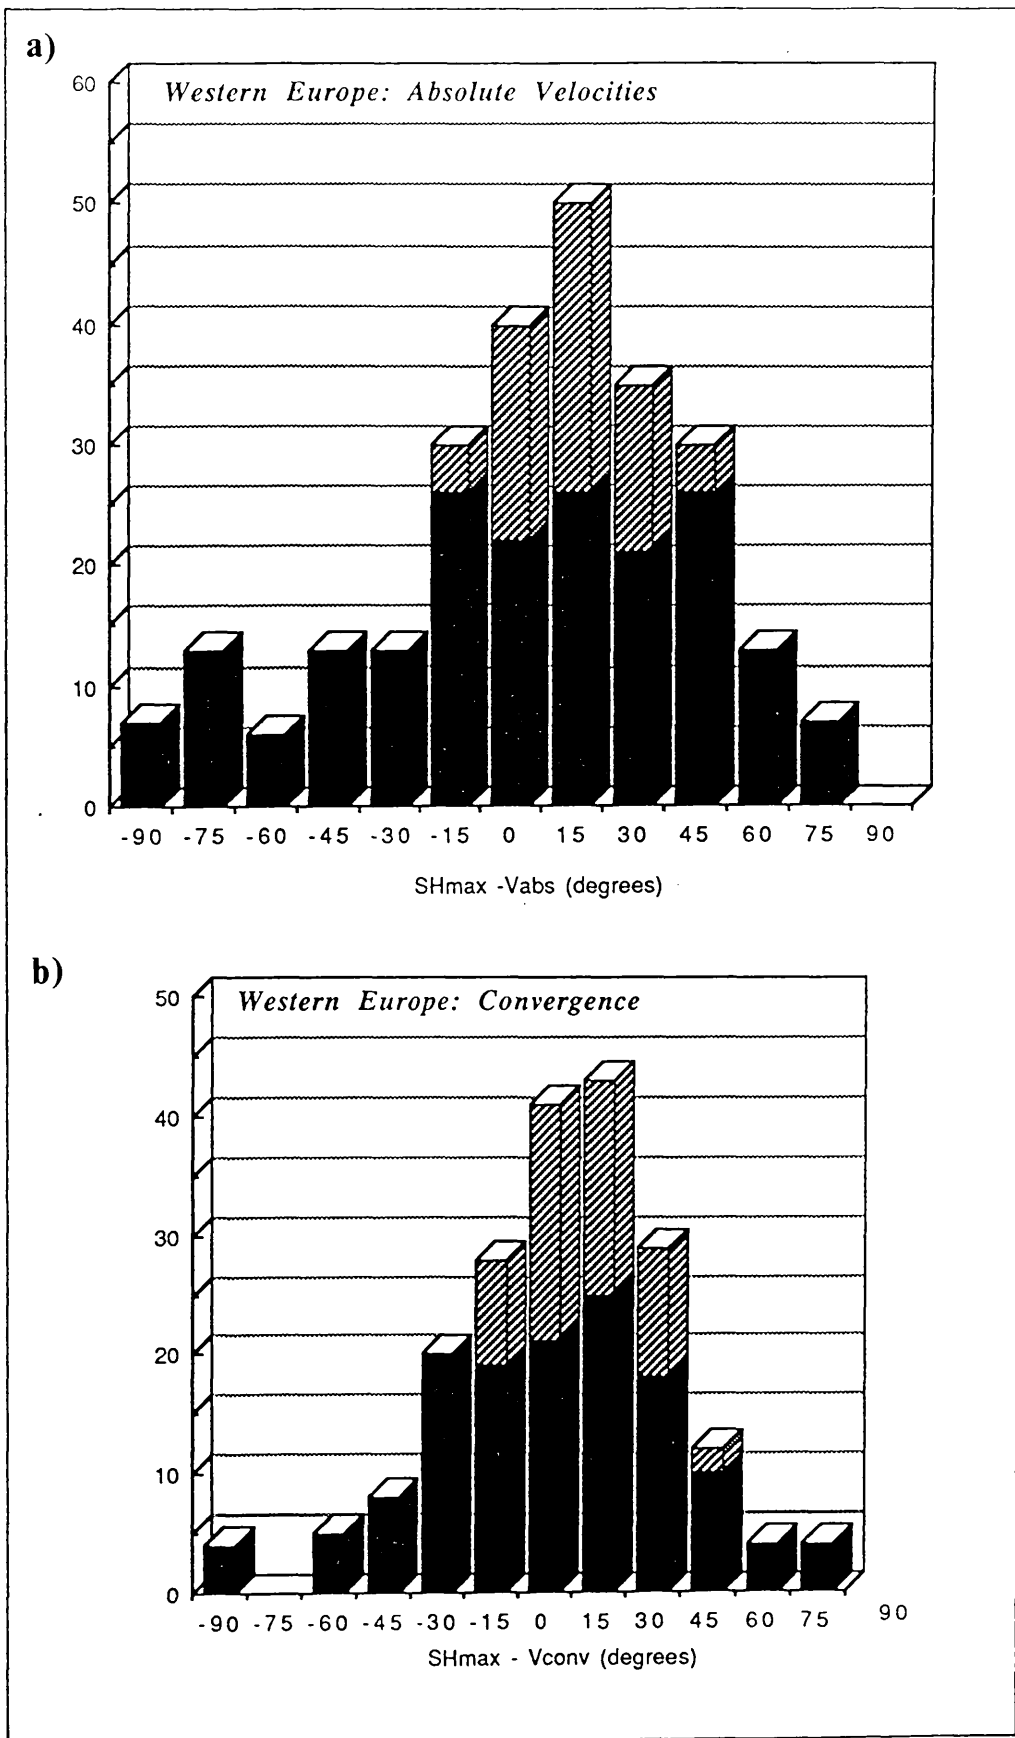 a)
Western Europe: Absolute Velocities
60
50
40
30
20
10
0
-90 -75 -60 -45 -30 -15 0 15 30 45 60 75 90
SHmax -Vabs (degrees)
b)
Western Europe: Convergence
50
40
30
20
10
0
-90 -75 -60 -45 -30 -15 0 15 30 45 60 75 90
SHmax - Vconv (degrees)